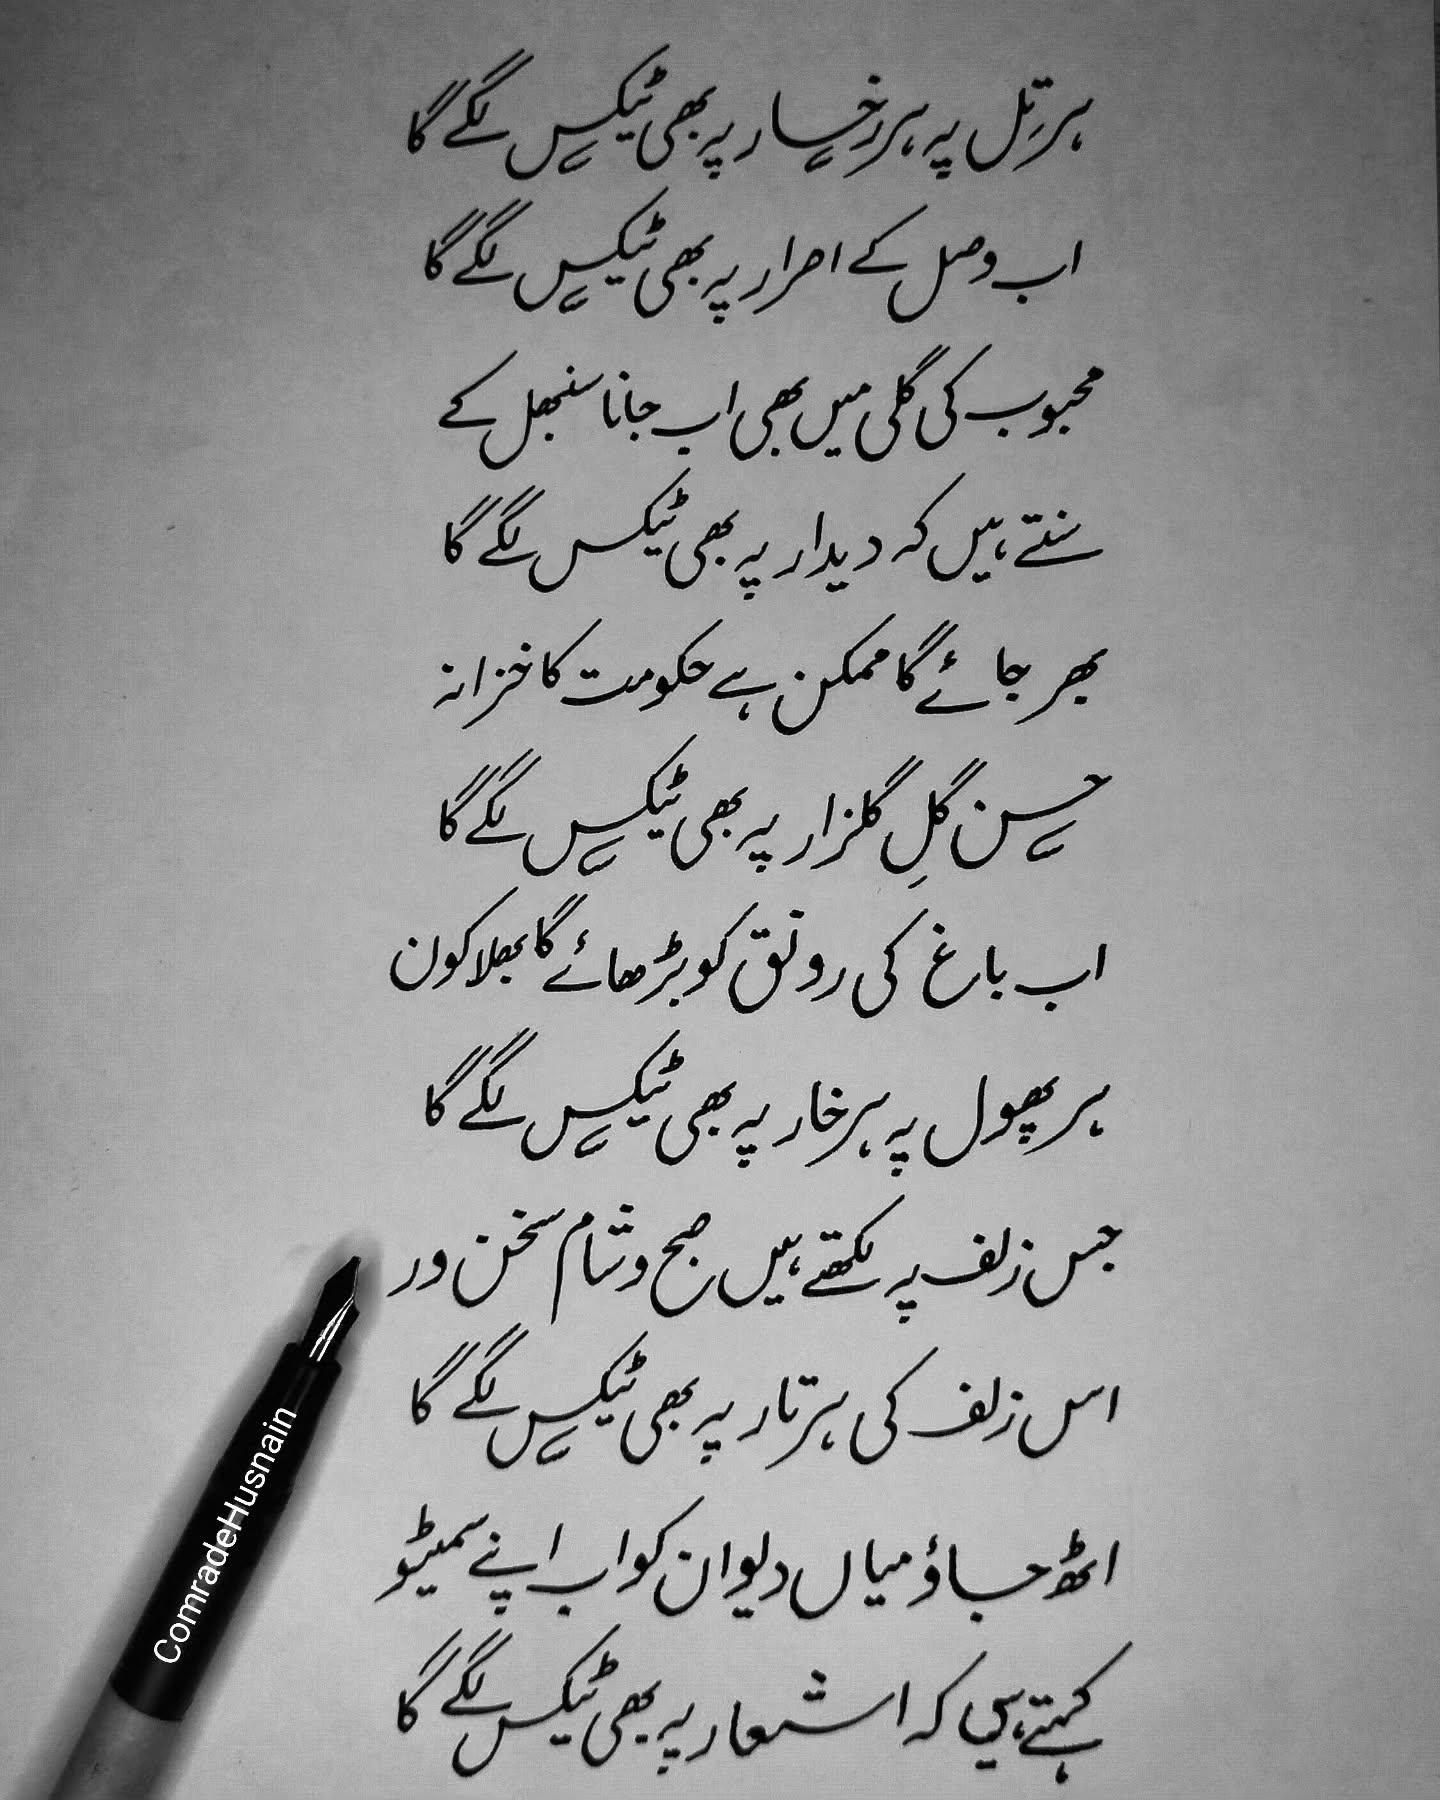 ہر تِل پہ ہر رخسار پہ بھی ٹیکس لگے گا
اب وصل کے اصرار پہ بھی ٹیکس لگے گا
محبوب کی گلی میں بھی اب جانا سنبھل کے
سنتے ہیں کہ دیدار پہ بھی ٹیکس لگے گا
بھر جائے گا ممکن ہے حکومت کا خزانہ
حسن گلِ گلزار پہ بھی ٹیکس لگے گا
اب باغ کی رونق کو بڑھائے گا بھلا کون
ہر پھول پہ ہر خار پہ بھی ٹیکس لگے گا
جس زلف پہ لکھتے ہیں صبح و شام سخن ور
اس زلف کی ہر تار پہ بھی ٹیکس لگے گا
اٹھ جاؤ میاں دیوان کو اب اپنے سمیٹو
کہتے ہیں کہ اشعار پہ بھی ٹیکس لگے گا
ComradeHusnain